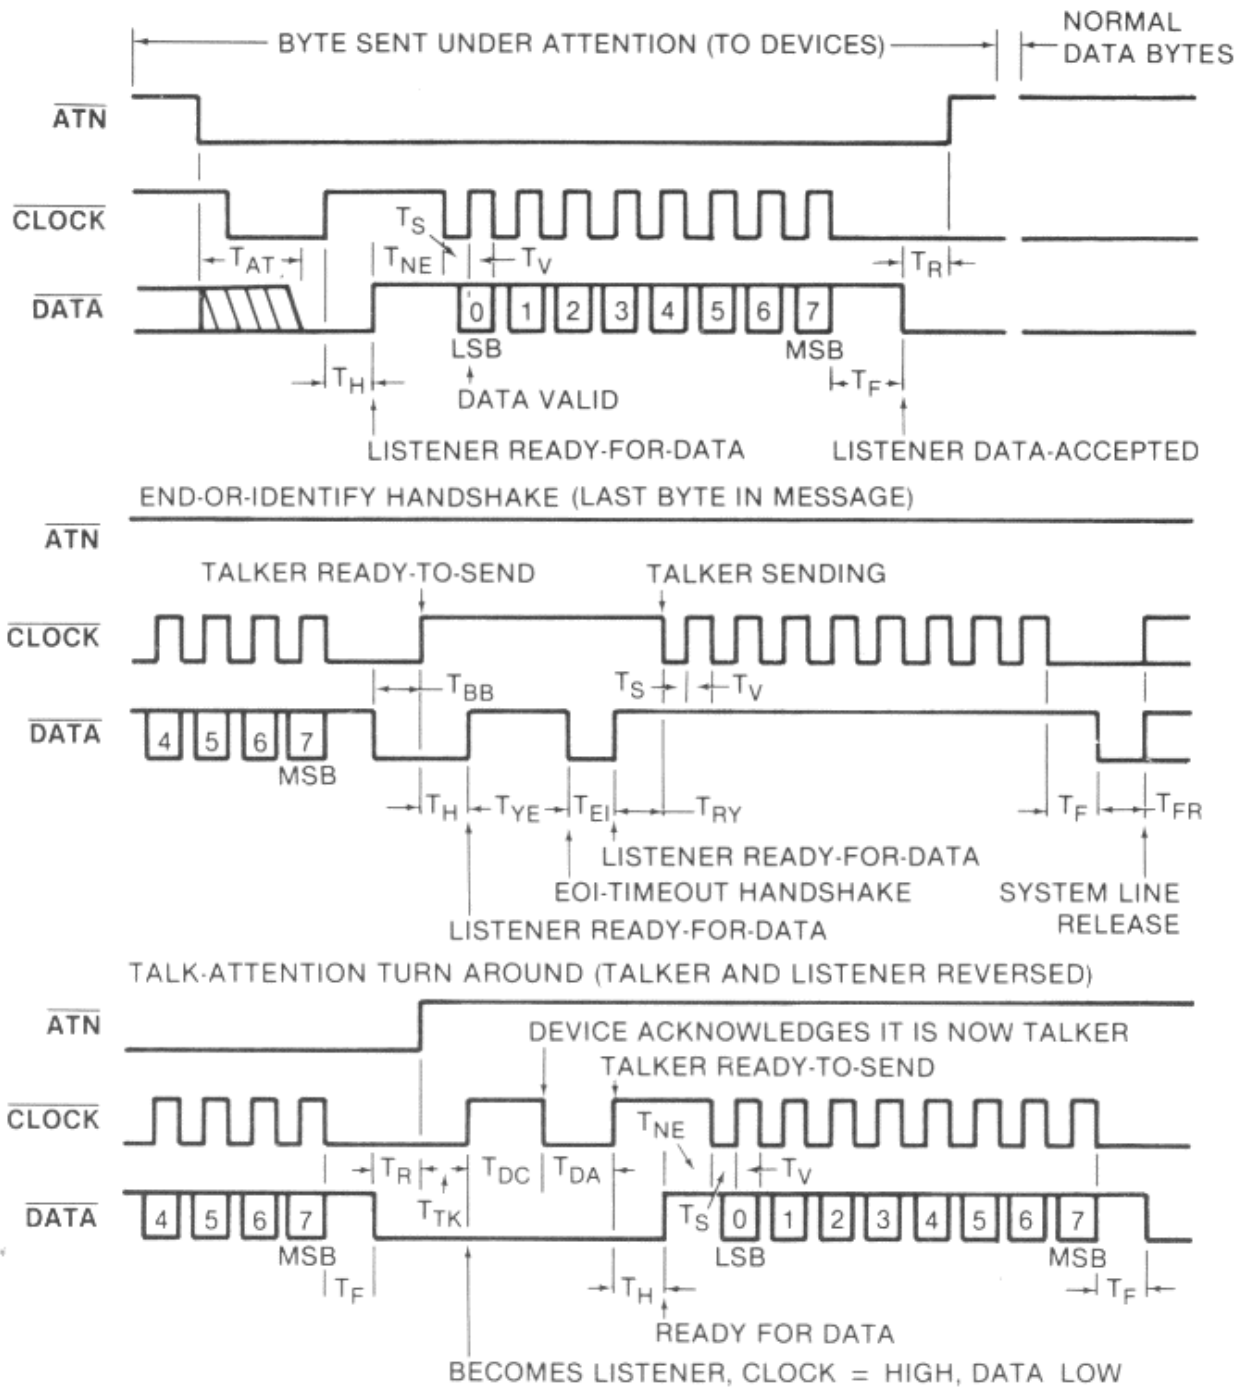 BYTE SENT UNDER ATTENTION (TO DEVICES)
NORMAL
DATA BYTES
ATN
CLOCK
TS
TAT
TNE
TV
TR
DATA
0 1 2 3 4 5 6 7
LSB
MSB
TH
TF
DATA VALID
LISTENER READY-FOR-DATA
LISTENER DATA-ACCEPTED
END-OR-IDENTIFY HANDSHAKE (LAST BYTE IN MESSAGE)
ATN
TALKER READY-TO-SEND
TALKER SENDING
CLOCK
TBB
TS
TV
DATA
4 5 6 7
MSB
TH
TYE
TEI
TRY
TF
TFR
LISTENER READY-FOR-DATA
EOI-TIMEOUT HANDSHAKE
SYSTEM LINE
RELEASE
LISTENER READY-FOR-DATA
TALK-ATTENTION TURN AROUND (TALKER AND LISTENER REVERSED)
ATN
DEVICE ACKNOWLEDGES IT IS NOW TALKER
TALKER READY-TO-SEND
CLOCK
TNE
TR
TDC
TDA
TV
TTK
TS
DATA
4 5 6 7
0 1 2 3 4 5 6 7
MSB
LSB
MSB
TF
TH
TF
READY FOR DATA
BECOMES LISTENER, CLOCK = HIGH, DATA LOW